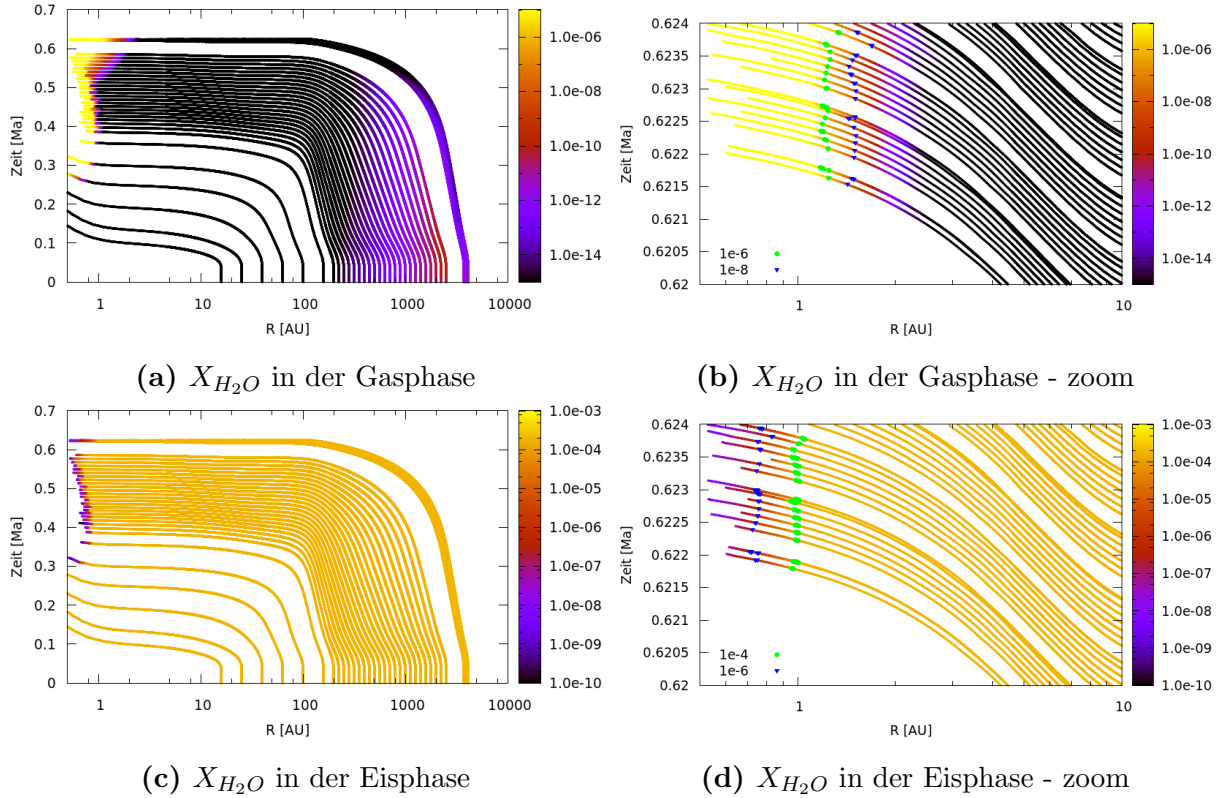 0.7
0.6
0.5
0.4
0.3
0.2
0.1
0
Zeit [Ma]
1
10
100
1000
10000
R [AU]
1.0e-06
1.0e-08
1.0e-10
1.0e-12
1.0e-14
(a) X_{H_2O} in der Gasphase
0.624
0.6235
0.623
0.6225
0.622
0.6215
0.621
0.6205
0.62
Zeit [Ma]
1e-6
1e-8
1
10
R [AU]
1.0e-06
1.0e-08
1.0e-10
1.0e-12
1.0e-14
(b) X_{H_2O} in der Gasphase - zoom
0.7
0.6
0.5
0.4
0.3
0.2
0.1
0
Zeit [Ma]
1
10
100
1000
10000
R [AU]
1.0e-03
1.0e-04
1.0e-05
1.0e-06
1.0e-07
1.0e-08
1.0e-09
1.0e-10
(c) X_{H_2O} in der Eisphase
0.624
0.6235
0.623
0.6225
0.622
0.6215
0.621
0.6205
0.62
Zeit [Ma]
1e-4
1e-6
1
10
R [AU]
1.0e-03
1.0e-04
1.0e-05
1.0e-06
1.0e-07
1.0e-08
1.0e-09
1.0e-10
(d) X_{H_2O} in der Eisphase - zoom